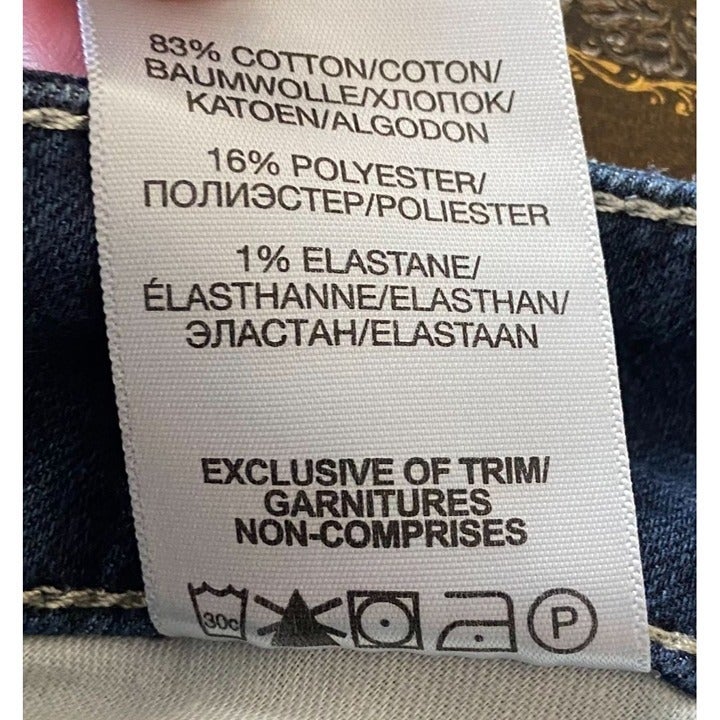 83% COTTON/COTON/
BAUMWOLLE/ХЛОПОК/
KATOEN/ALGODON
16% POLYESTER/
ПОЛИЭСТЕР/POLIESTER
1% ELASTANE/
ÉLASTHANNE/ELASTHAN/
ЭЛАСТАН/ELASTAAN
EXCLUSIVE OF TRIM/
GARNITURES
NON-COMPRISES
30c P